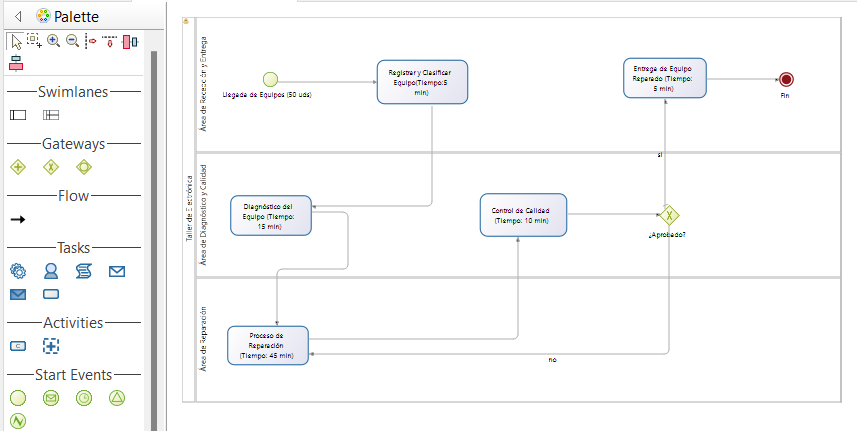 Palette
Swimlanes
Gateways
Flow
Tasks
Activities
C
Start Events
Taller de Electrónica
Área de Recepción y Entrega
Llegada de Equipos (50 uds)
Registrar y Clasificar
Equipo(Tiempo:5
min)
Entrega de Equipo
Reparado (Tiempo:
5 min)
Fin
Área de Diagnóstico y Calidad
Diagnóstico del
Equipo (Tiempo:
15 min)
Control de Calidad
(Tiempo: 10 min)
si
¿Aprobado?
Área de Reparación
Proceso de
Reparación
(Tiempo: 45 min)
no